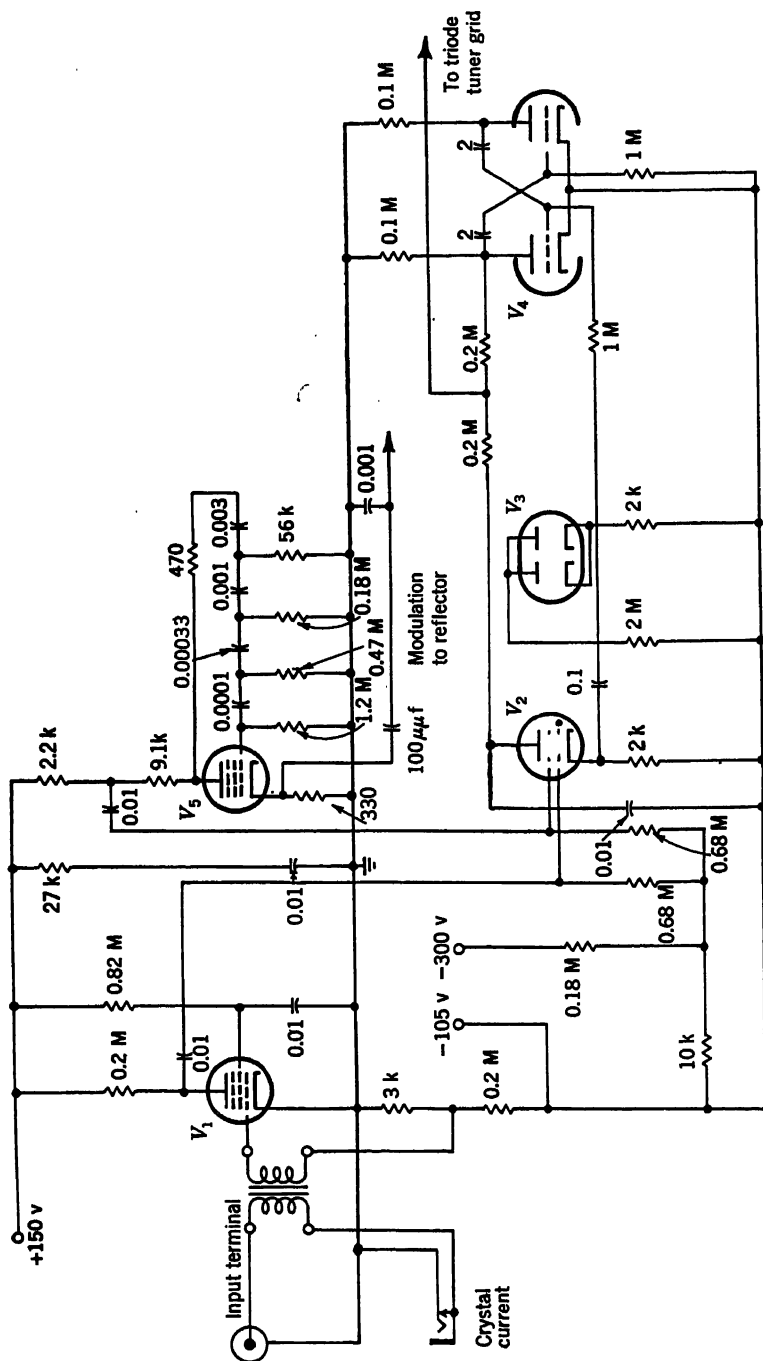 +150 v
0.2 M
0.82 M
27 k
2.2 k
0.01
9.1k
470
V5
0.00033
0.0001
0.001
0.003
1.2 M
0.47 M
0.18 M
56 k
330
100 μμf
Modulation
to reflector
0.001
0.01
0.01
0.01
V1
Input terminal
Crystal
current
3 k
0.2 M
−105 v
−300 v
0.18 M
10 k
0.68 M
0.68 M
0.01
V2
2 k
0.1
2 M
V3
2 k
0.2 M
0.2 M
1 M
V4
2
2
0.1 M
0.1 M
1 M
To triode
tuner grid